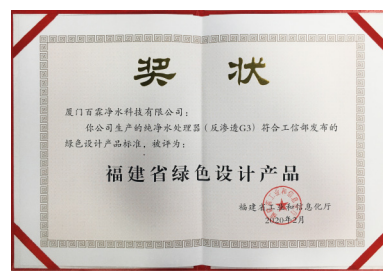 奖状
厦门百霖净水科技有限公司：
你公司生产的纯净水处理器（反渗透G3）符合工信部发布的
绿色设计产品标准，被评为：
福建省绿色设计产品
福建省工业和信息化厅
2020年2月